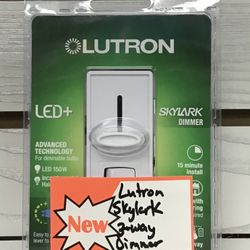 LUTRON
LED+
SKYLARK
DIMMER
ADVANCED
TECHNOLOGY
For dimmable bulbs
LED 150W
15 minute
install
New
Lutron
Skylark
3-way
Dimmer